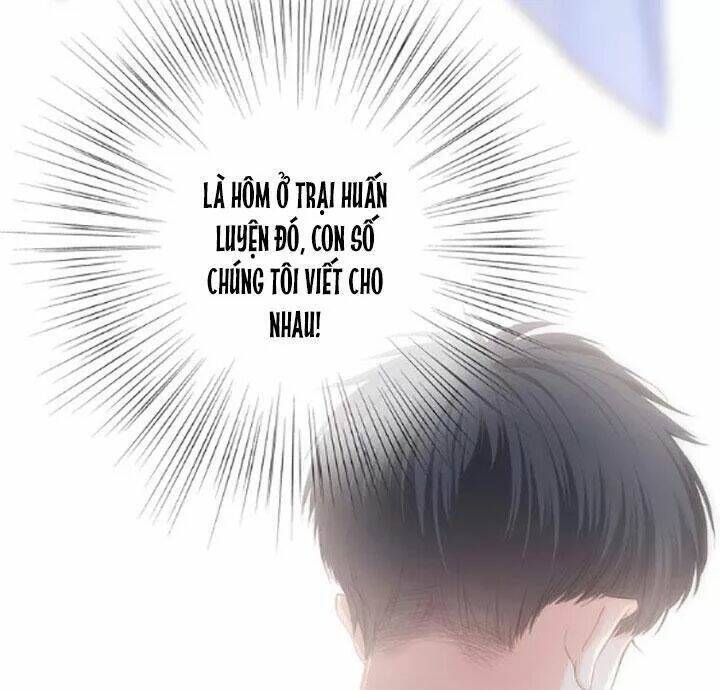 LÀ HÔM Ở TRẠI HUẤN
LUYỆN ĐÓ, CON SỐ
CHÚNG TÔI VIẾT CHO
NHAU!